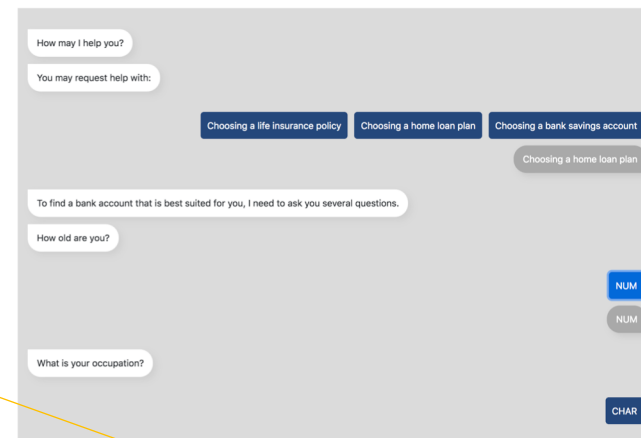 How may I help you?
You may request help with:
Choosing a life insurance policy Choosing a home loan plan Choosing a bank savings account
Choosing a home loan plan
To find a bank account that is best suited for you, I need to ask you several questions.
How old are you?
NUM
NUM
What is your occupation?
CHAR